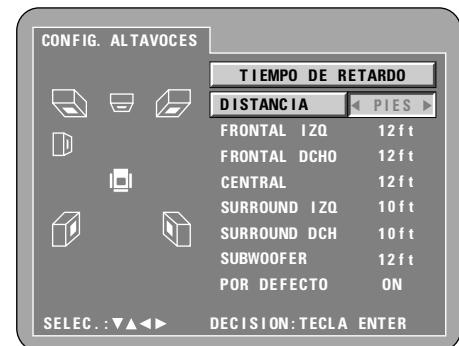 CONFIG. ALTAVOCES
TIEMPO DE RETARDO
DISTANCIA ◀ PIES ▶
FRONTAL IZQ 12ft
FRONTAL DCHO 12ft
CENTRAL 12ft
SURROUND IZQ 10ft
SURROUND DCH 10ft
SUBWOOFER 12ft
POR DEFECTO ON
SELEC.:▼▲◀▶ DECISION:TECLA ENTER